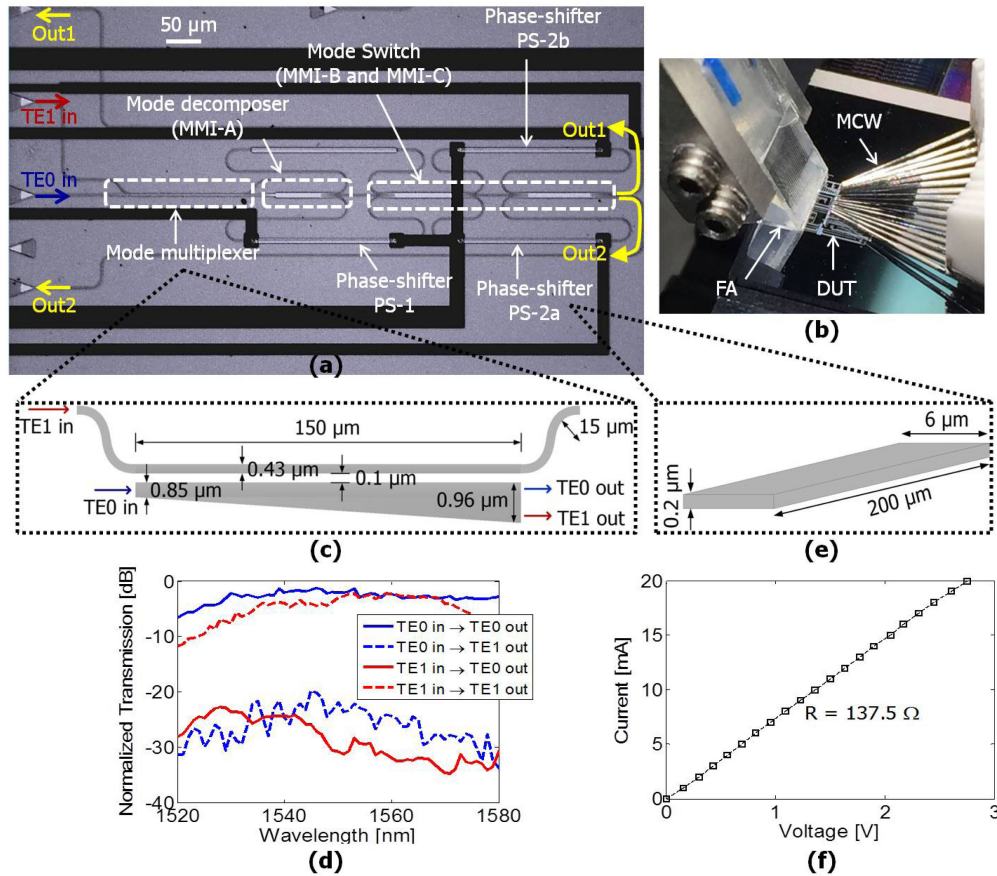 Out1
50 µm
Phase-shifter
PS-2b
Mode Switch
(MMI-B and MMI-C)
TE1 in
Mode decomposer
(MMI-A)
Out1
TE0 in
Mode multiplexer
Out2
Out2
Phase-shifter
PS-1
Phase-shifter
PS-2a
(a)
MCW
FA
DUT
(b)
TE1 in
150 µm
15 µm
0.43 µm
0.1 µm
0.85 µm
TE0 in
0.96 µm
TE0 out
TE1 out
(c)
6 µm
0.2 µm
200 µm
(e)
Normalized Transmission [dB]
0
-10
-20
-30
-40
TE0 in → TE0 out
TE0 in → TE1 out
TE1 in → TE0 out
TE1 in → TE1 out
1520
1540
1560
1580
Wavelength [nm]
(d)
Current [mA]
20
15
10
5
0
R = 137.5 Ω
0
1
2
3
Voltage [V]
(f)